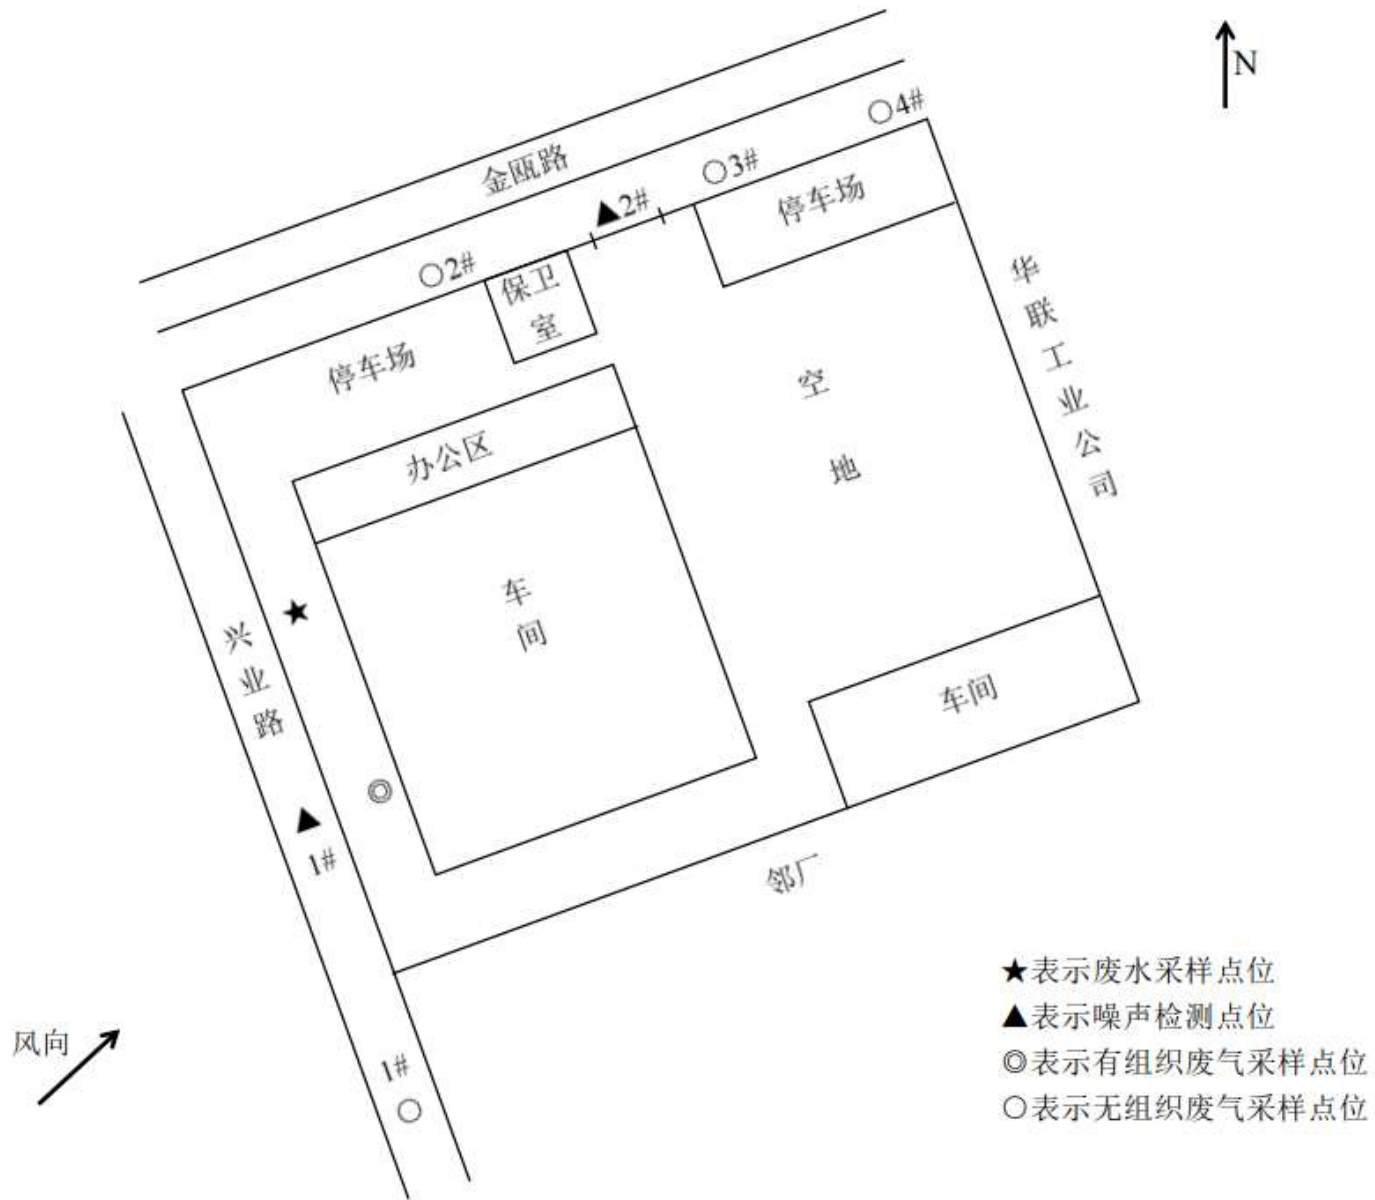 N
○4#
金瓯路
○3#
▲2#
停车场
○2#
保卫室
华联工业公司
停车场
空地
办公区
车间
★
兴业路
车间
◎
▲
1#
邻厂
★表示废水采样点位
▲表示噪声检测点位
◎表示有组织废气采样点位
○表示无组织废气采样点位
风向
1#
○